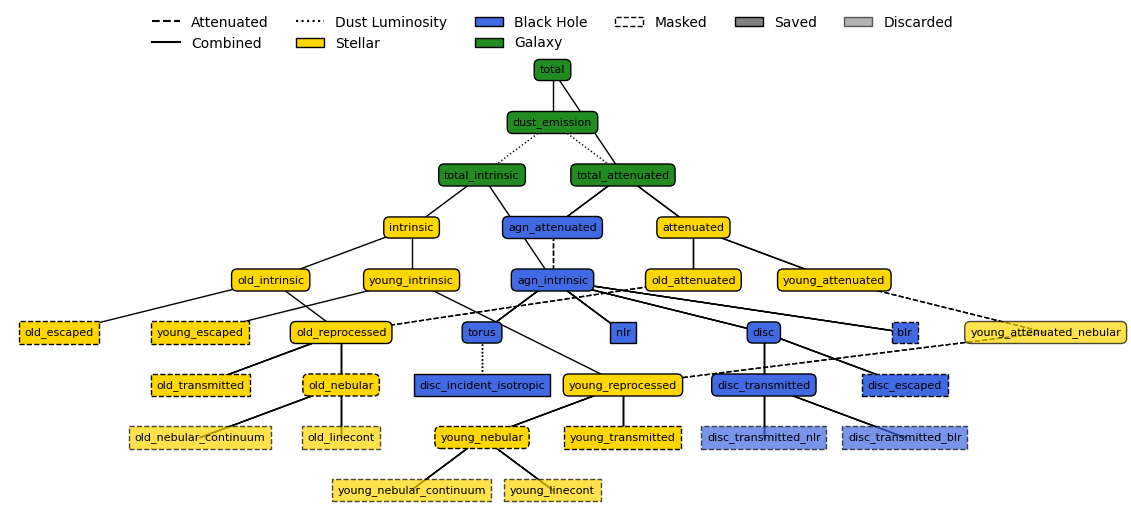 Attenuated Dust Luminosity Black Hole Masked Saved Discarded
Combined Stellar Galaxy
total
dust_emission
total_intrinsic total_attenuated
intrinsic agn_attenuated attenuated
old_intrinsic young_intrinsic agn_intrinsic old_attenuated young_attenuated
old_escaped young_escaped old_reprocessed torus nlr disc blr young_attenuated_nebular
old_transmitted old_nebular disc_incident_isotropic young_reprocessed disc_transmitted disc_escaped
old_nebular_continuum old_linecont young_nebular young_transmitted disc_transmitted_nlr disc_transmitted_blr
young_nebular_continuum young_linecont